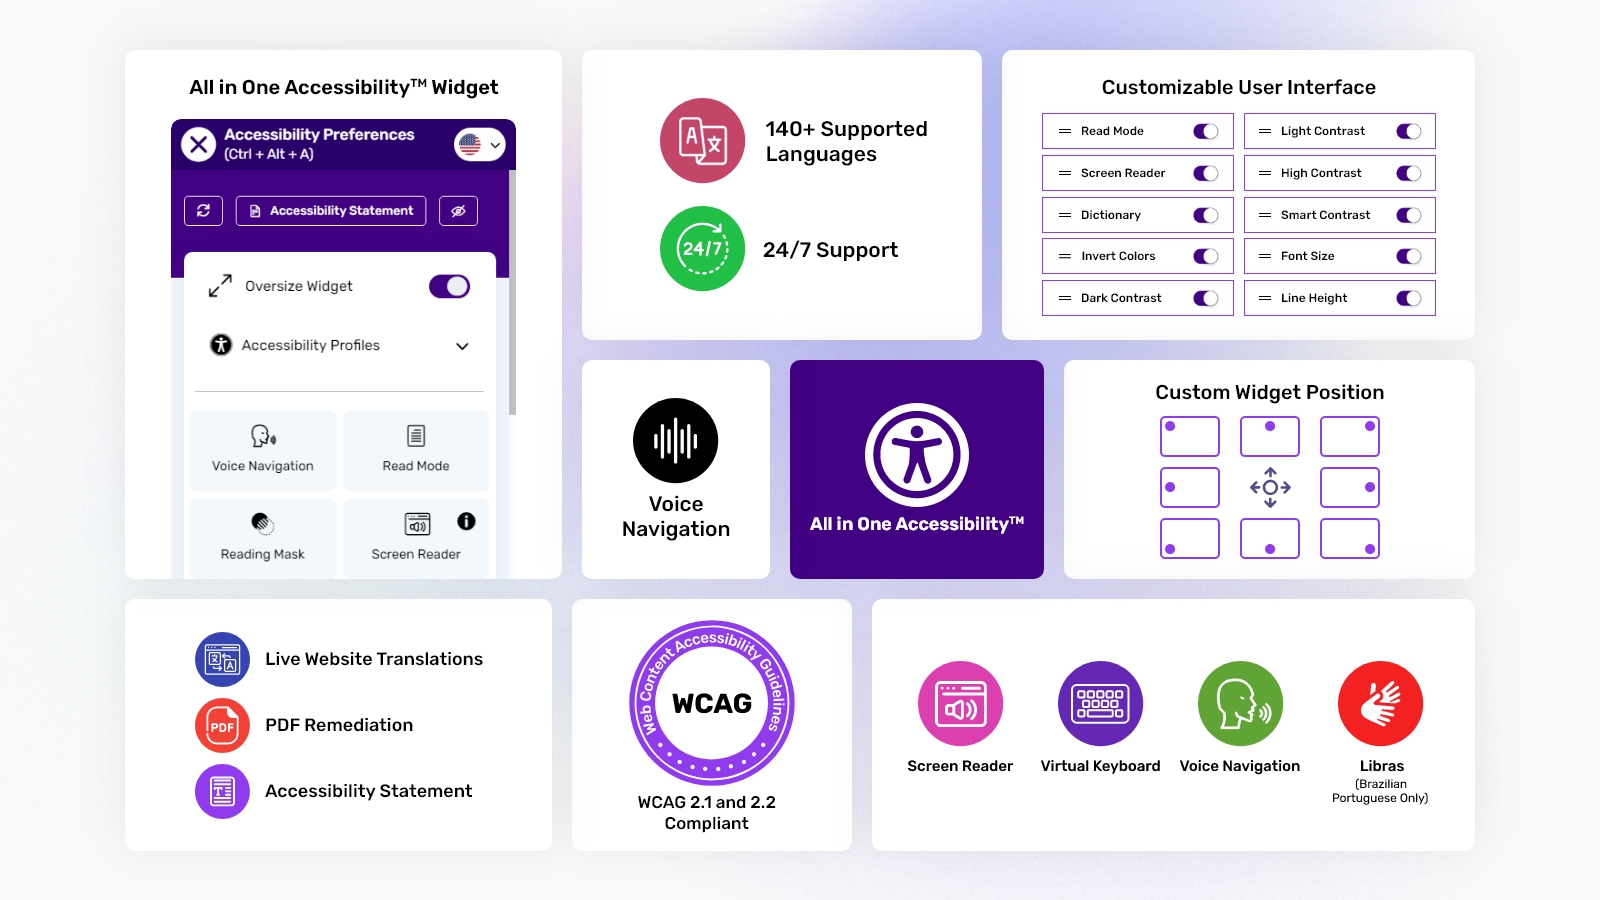 All in One Accessibility™ Widget
Accessibility Preferences
(Ctrl + Alt + A)
Accessibility Statement
Oversize Widget
Accessibility Profiles
Voice Navigation
Read Mode
Reading Mask
Screen Reader
140+ Supported
Languages
24/7
24/7 Support
Customizable User Interface
Read Mode
Light Contrast
Screen Reader
High Contrast
Dictionary
Smart Contrast
Invert Colors
Font Size
Dark Contrast
Line Height
Voice
Navigation
All in One Accessibility™
Custom Widget Position
Live Website Translations
PDF
PDF Remediation
Accessibility Statement
Web Content Accessibility Guidelines
WCAG
WCAG 2.1 and 2.2
Compliant
Screen Reader
Virtual Keyboard
Voice Navigation
Libras
(Brazilian
Portuguese Only)